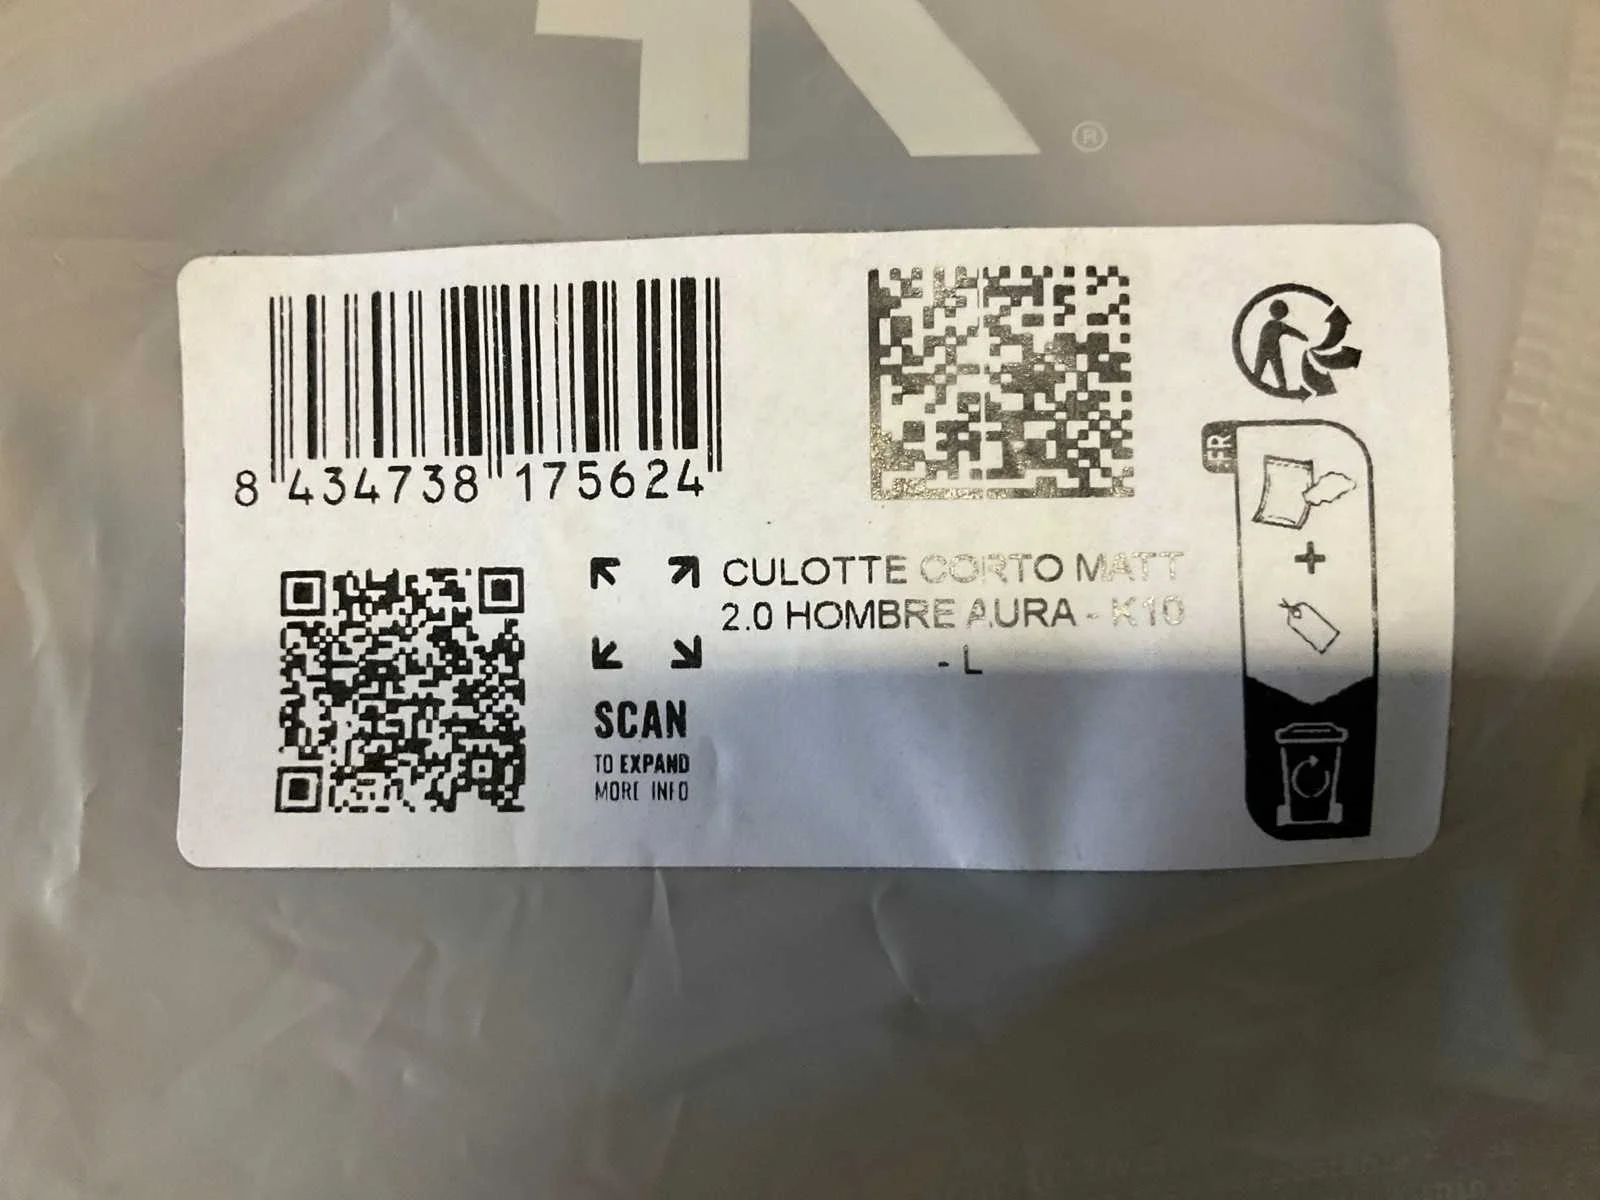 ®
8 434738 175624
CULOTTE CORTO MATT
2.0 HOMBRE AURA - K10
- L
SCAN
TO EXPAND
MORE INFO
FR